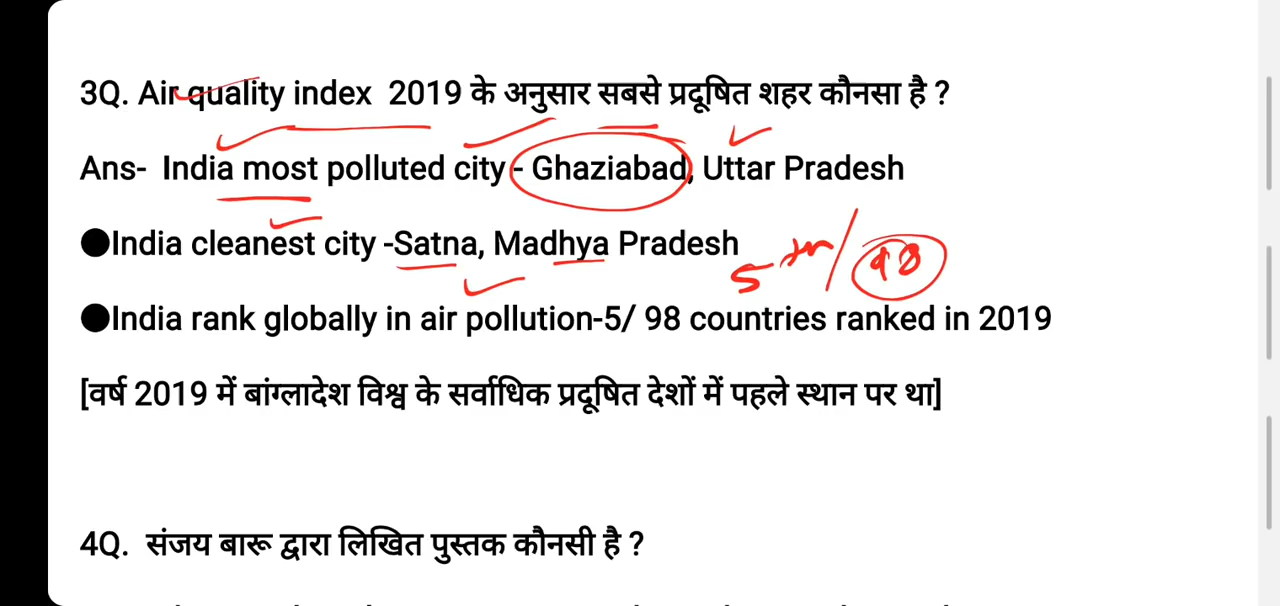 3Q. Air quality index 2019 के अनुसार सबसे प्रदूषित शहर कौनसा है ?
Ans- India most polluted city - Ghaziabad, Uttar Pradesh
●India cleanest city -Satna, Madhya Pradesh
5 / 98
●India rank globally in air pollution-5/ 98 countries ranked in 2019
[वर्ष 2019 में बांग्लादेश विश्व के सर्वाधिक प्रदूषित देशों में पहले स्थान पर था]
4Q. संजय बारू द्वारा लिखित पुस्तक कौनसी है ?